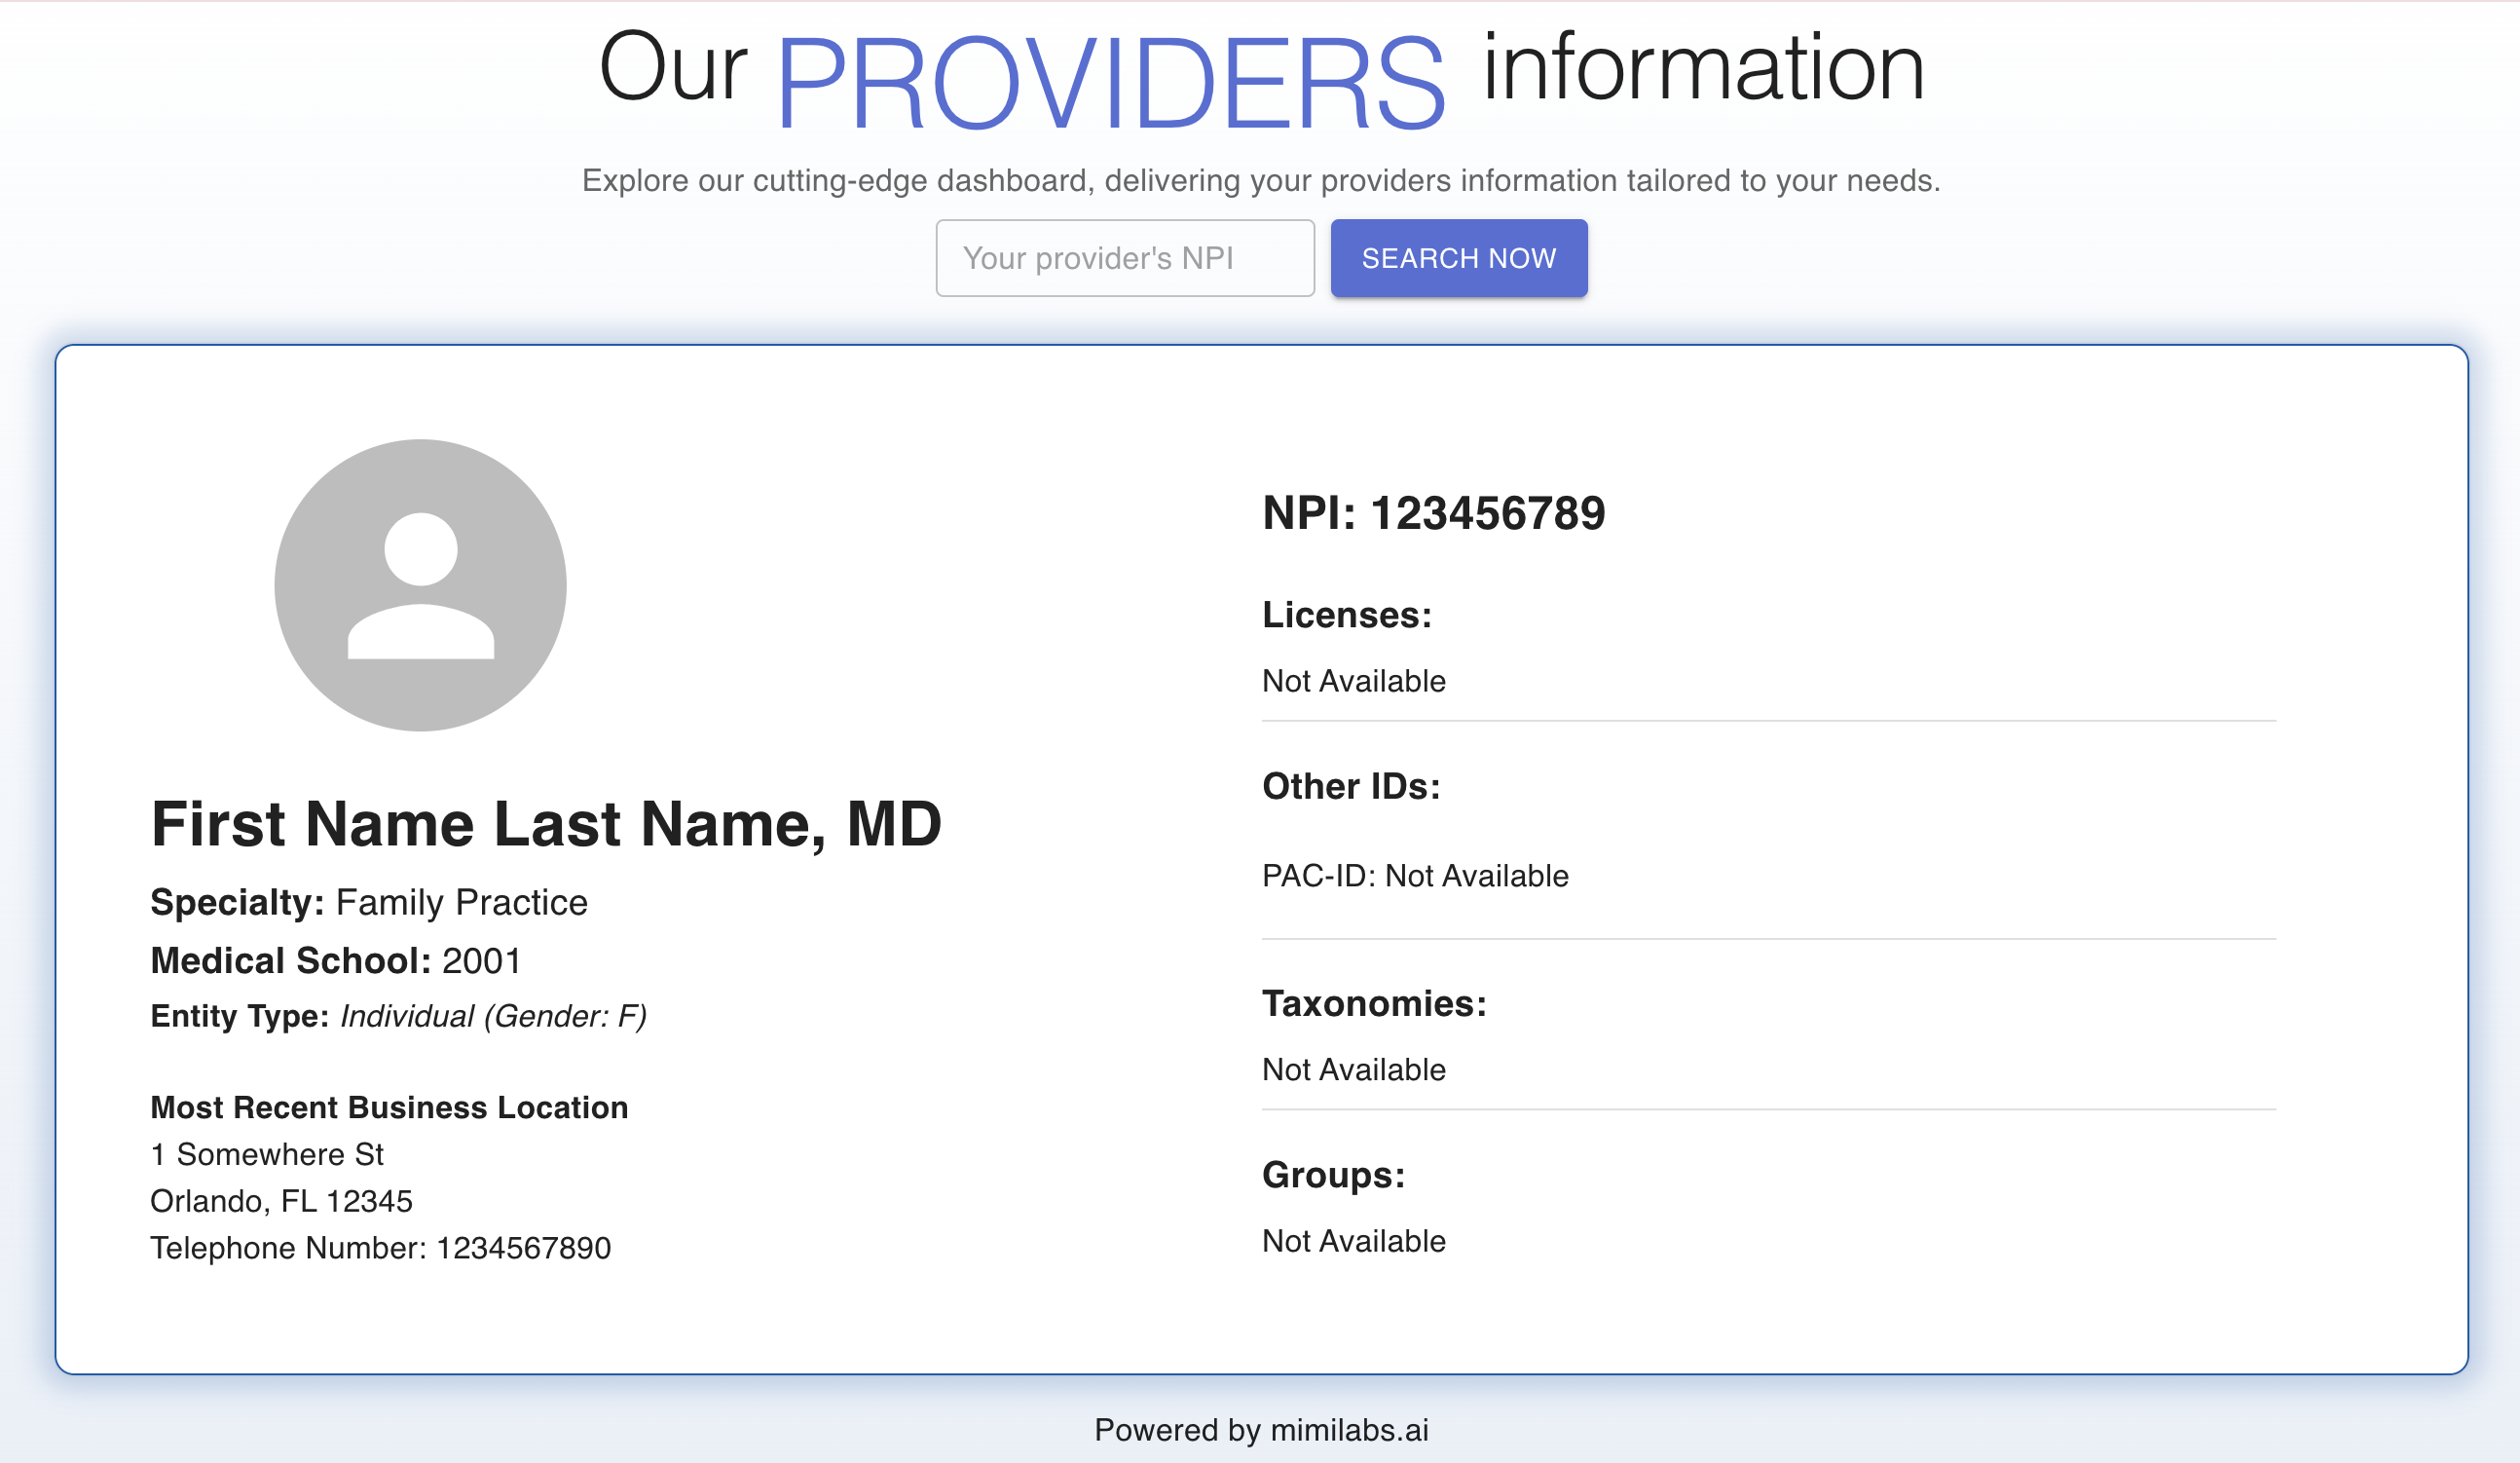 Our PROVIDERS information
Explore our cutting-edge dashboard, delivering your providers information tailored to your needs.
Your provider's NPI
SEARCH NOW
First Name Last Name, MD
Specialty: Family Practice
Medical School: 2001
Entity Type: Individual (Gender: F)
Most Recent Business Location
1 Somewhere St
Orlando, FL 12345
Telephone Number: 1234567890
NPI: 123456789
Licenses:
Not Available
Other IDs:
PAC-ID: Not Available
Taxonomies:
Not Available
Groups:
Not Available
Powered by mimilabs.ai